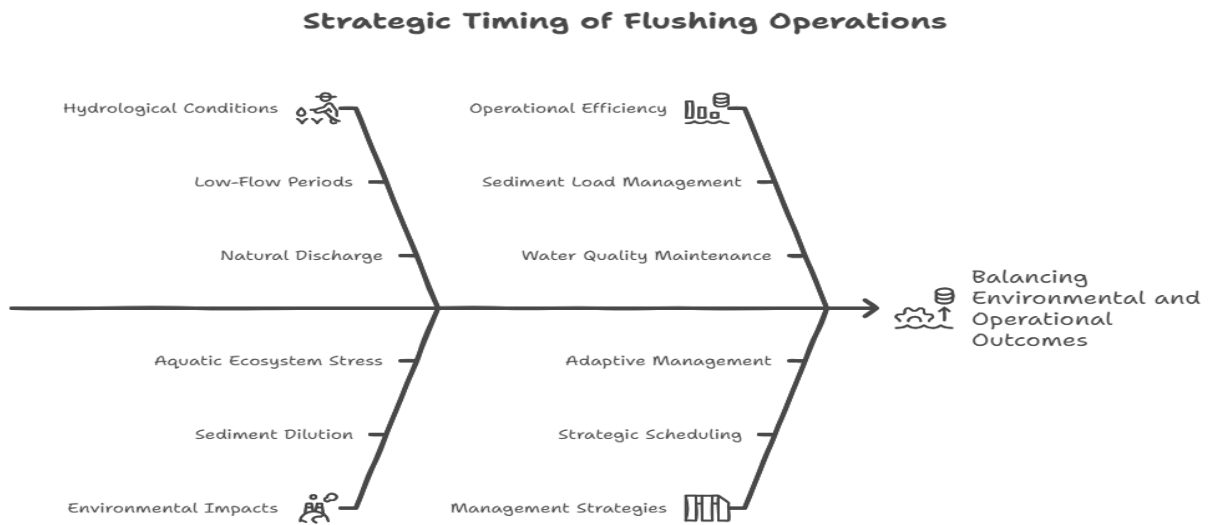 Strategic Timing of Flushing Operations
Hydrological Conditions
Low-Flow Periods
Natural Discharge
Operational Efficiency
Sediment Load Management
Water Quality Maintenance
Balancing
Environmental and
Operational
Outcomes
Aquatic Ecosystem Stress
Sediment Dilution
Environmental Impacts
Adaptive Management
Strategic Scheduling
Management Strategies